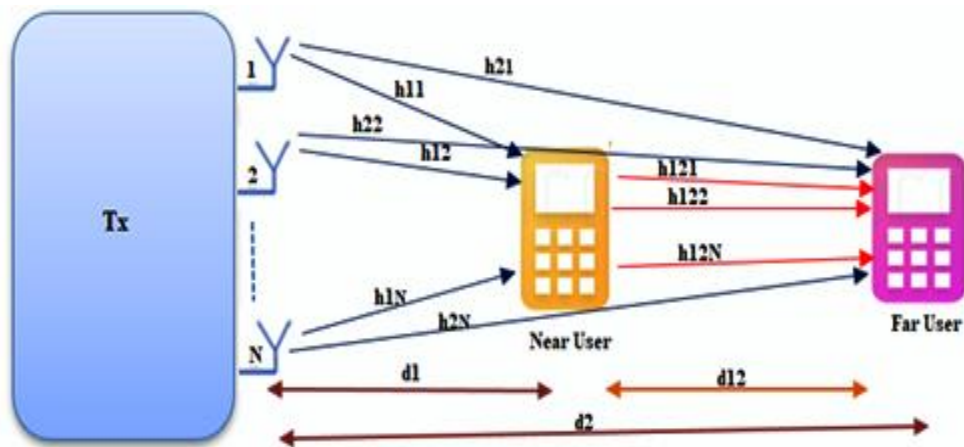 Tx
1
2
N
h21
h11
h22
h12
h121
h122
h12N
h1N
h2N
Near User
Far User
d1
d12
d2